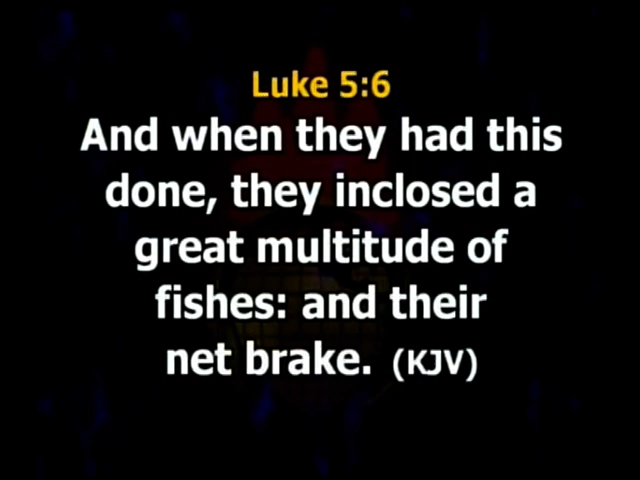 Luke 5:6
And when they had this
done, they inclosed a
great multitude of
fishes: and their
net brake. (KJV)